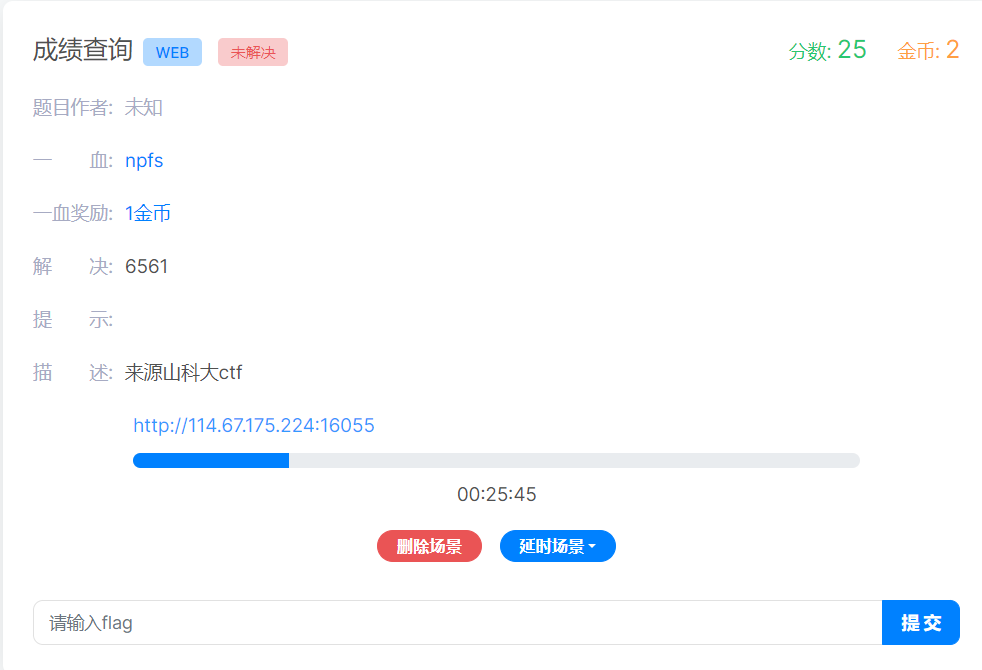 成绩查询 WEB 未解决 分数: 25 金币: 2
题目作者: 未知
一 血: npfs
一血奖励: 1金币
解 决: 6561
提 示:
描 述: 来源山科大ctf
http://114.67.175.224:16055
00:25:45
删除场景 延时场景
请输入flag 提交